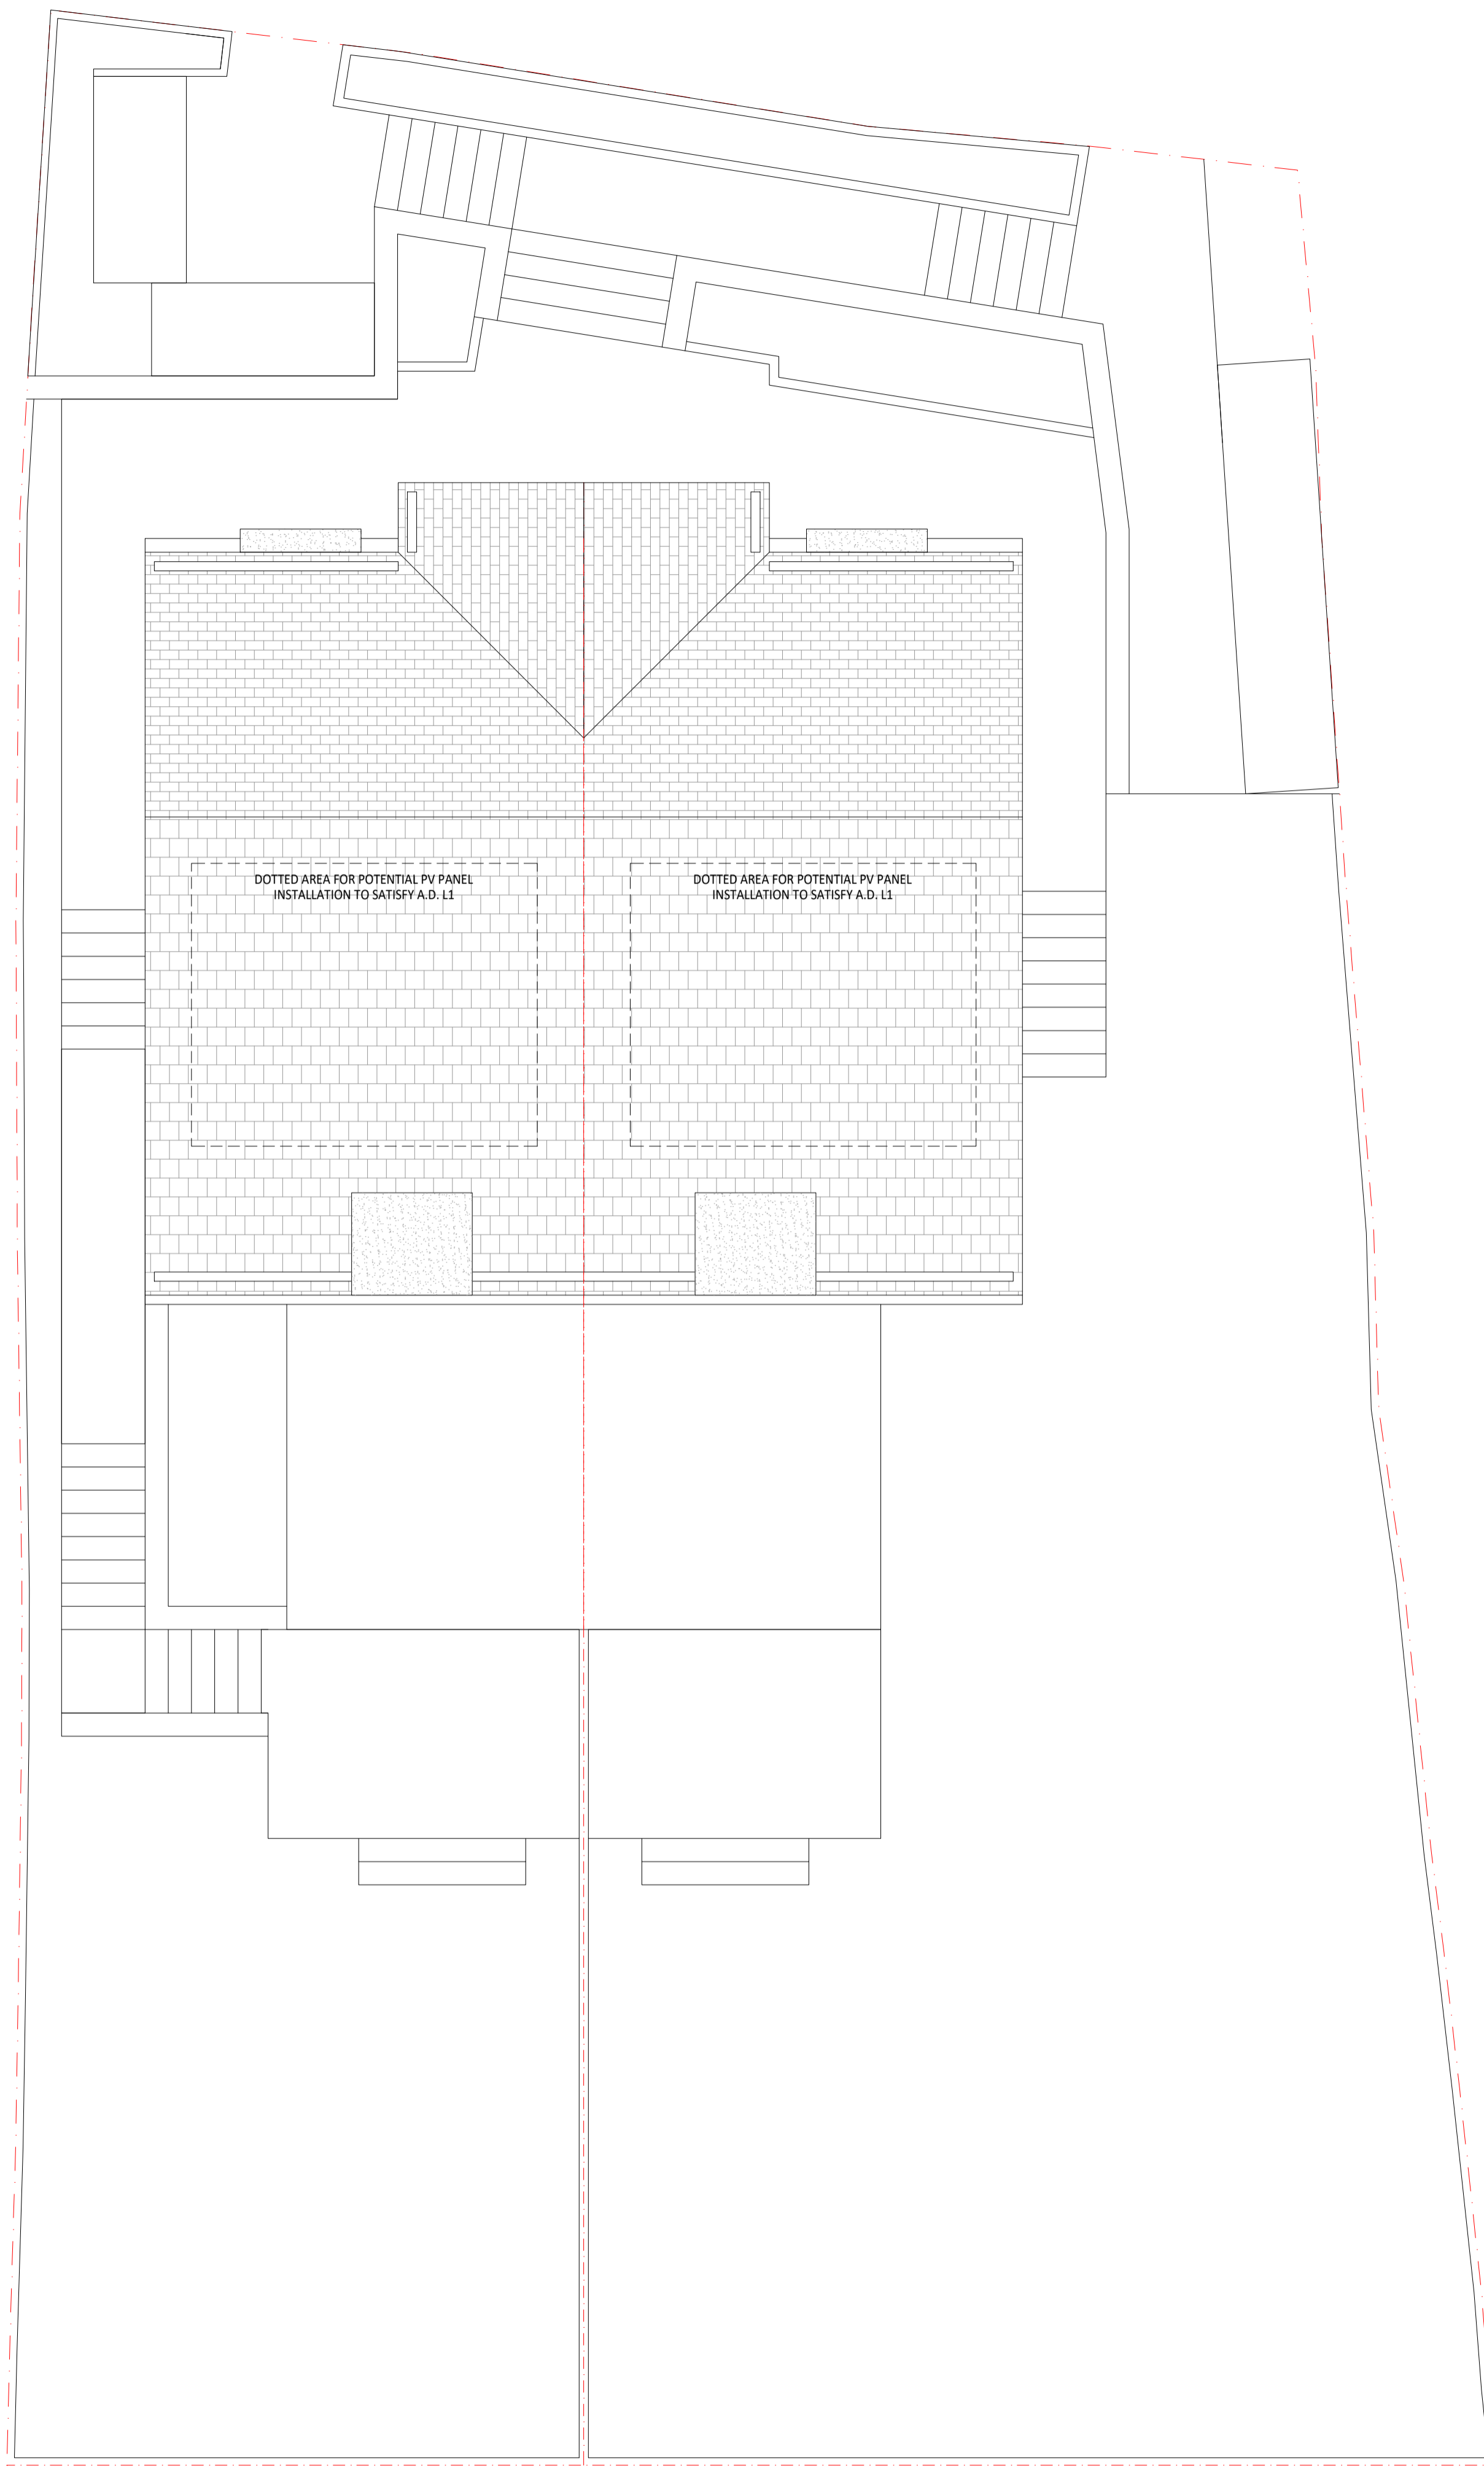 DOTTED AREA FOR POTENTIAL PV PANEL
INSTALLATION TO SATISFY A.D. L1
DOTTED AREA FOR POTENTIAL PV PANEL
INSTALLATION TO SATISFY A.D. L1